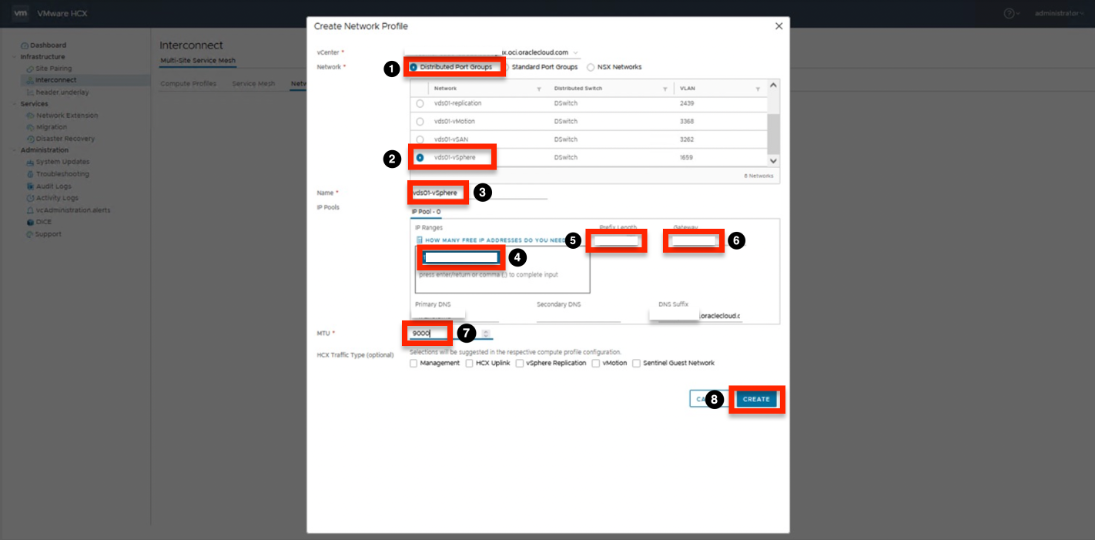 vm VMware HCX
administrator
Create Network Profile
Dashboard
Infrastructure
Site Pairing
Interconnect
header.underlay
Services
Network Extension
Migration
Disaster Recovery
Administration
System Updates
Troubleshooting
Audit Logs
Activity Logs
vcAdministration.alerts
DICE
Support
Interconnect
Multi-Site Service Mesh
Compute Profiles Service Mesh Netw
vCenter *
ix.oci.oraclecloud.com
Network *
1
Distributed Port Groups Standard Port Groups NSX Networks
Network Distributed Switch VLAN
vds01-replication DSwitch 2439
vds01-vMotion DSwitch 3368
vds01-vSAN DSwitch 3262
2
vds01-vSphere DSwitch 1659
8 Networks
Name *
vds01-vSphere
3
IP Pools
IP Pool - 0
IP Ranges Prefix Length Gateway
HOW MANY FREE IP ADDRESSES DO YOU NEE
5
6
4
press enter/return or comma to complete input
Primary DNS Secondary DNS DNS Suffix
oraclecloud.c
MTU *
9000
7
HCX Traffic Type (optional)
Selections will be suggested in the respective compute profile configuration.
Management HCX Uplink vSphere Replication vMotion Sentinel Guest Network
CA
8
CREATE